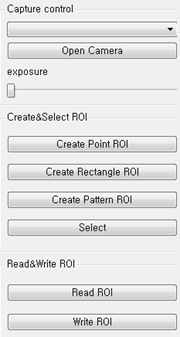 Capture control
Open Camera
exposure
Create&Select ROI
Create Point ROI
Create Rectangle ROI
Create Pattern ROI
Select
Read&Write ROI
Read ROI
Write ROI